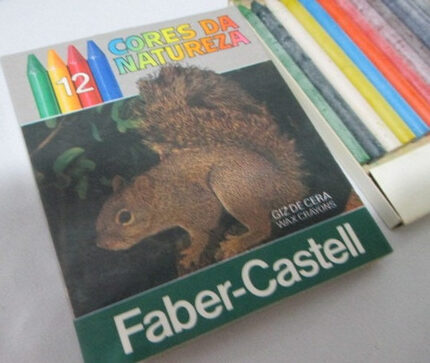 12
CORES DA
NATUREZA
GIZ DE CERA
WAX CRAYONS
Faber-Castell